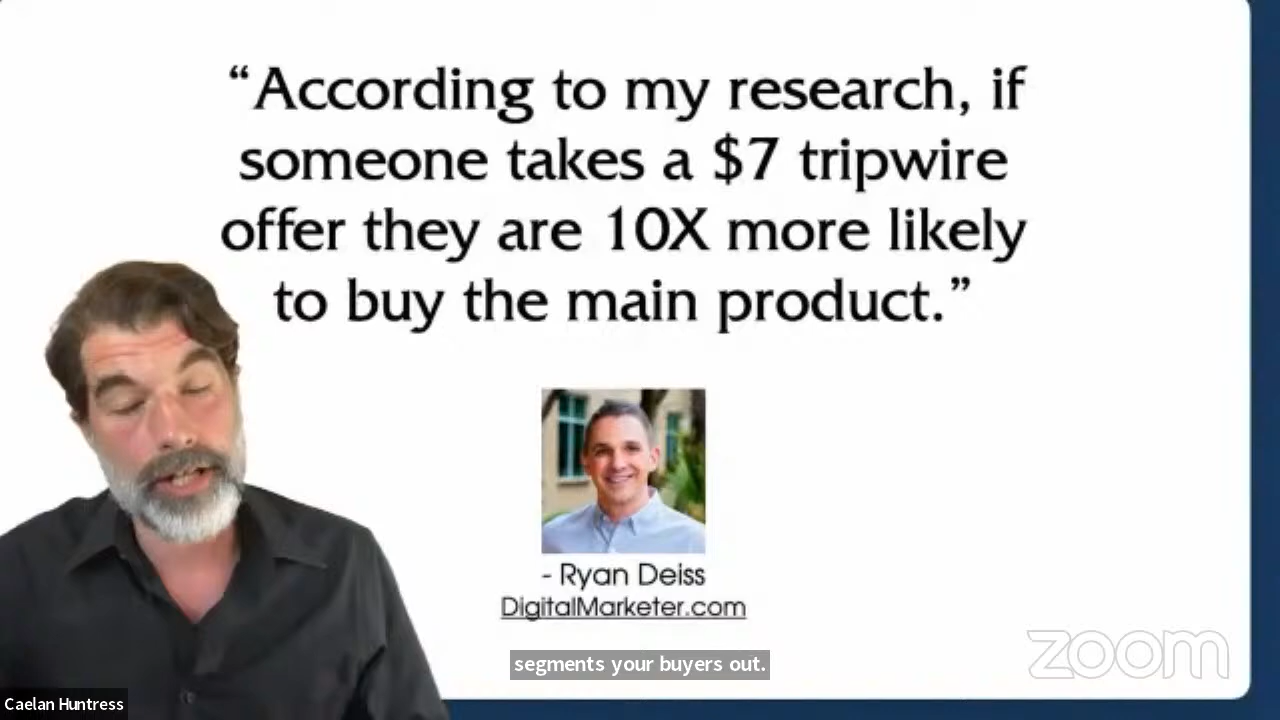 “According to my research, if
someone takes a $7 tripwire
offer they are 10X more likely
to buy the main product.”
- Ryan Deiss
DigitalMarketer.com
segments your buyers out.
zoom
Caelan Huntress